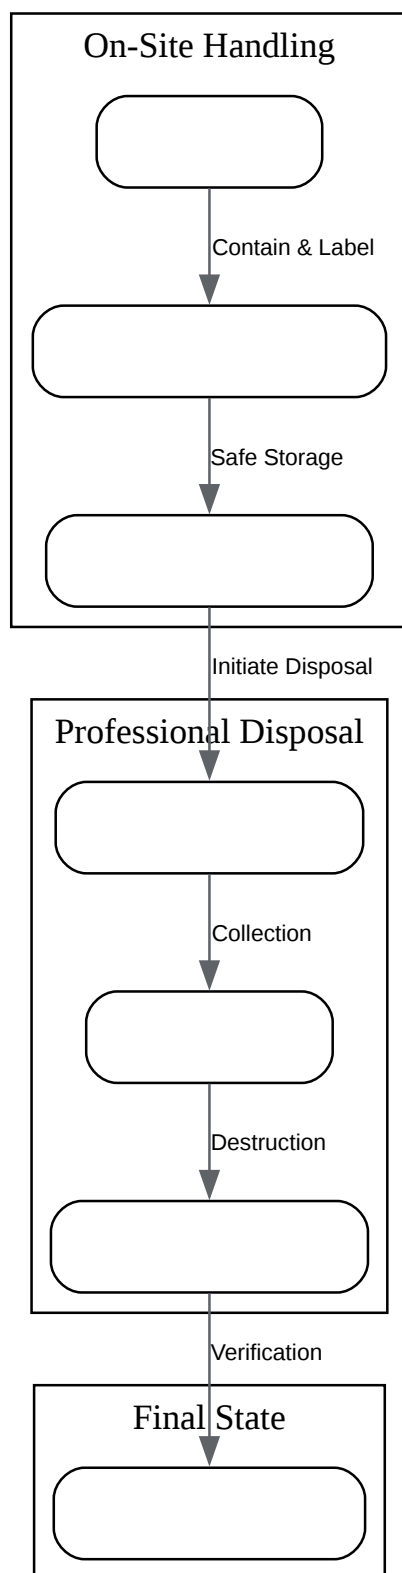 On-Site Handling
Contain & Label
Safe Storage
Initiate Disposal
Professional Disposal
Collection
Destruction
Verification
Final State